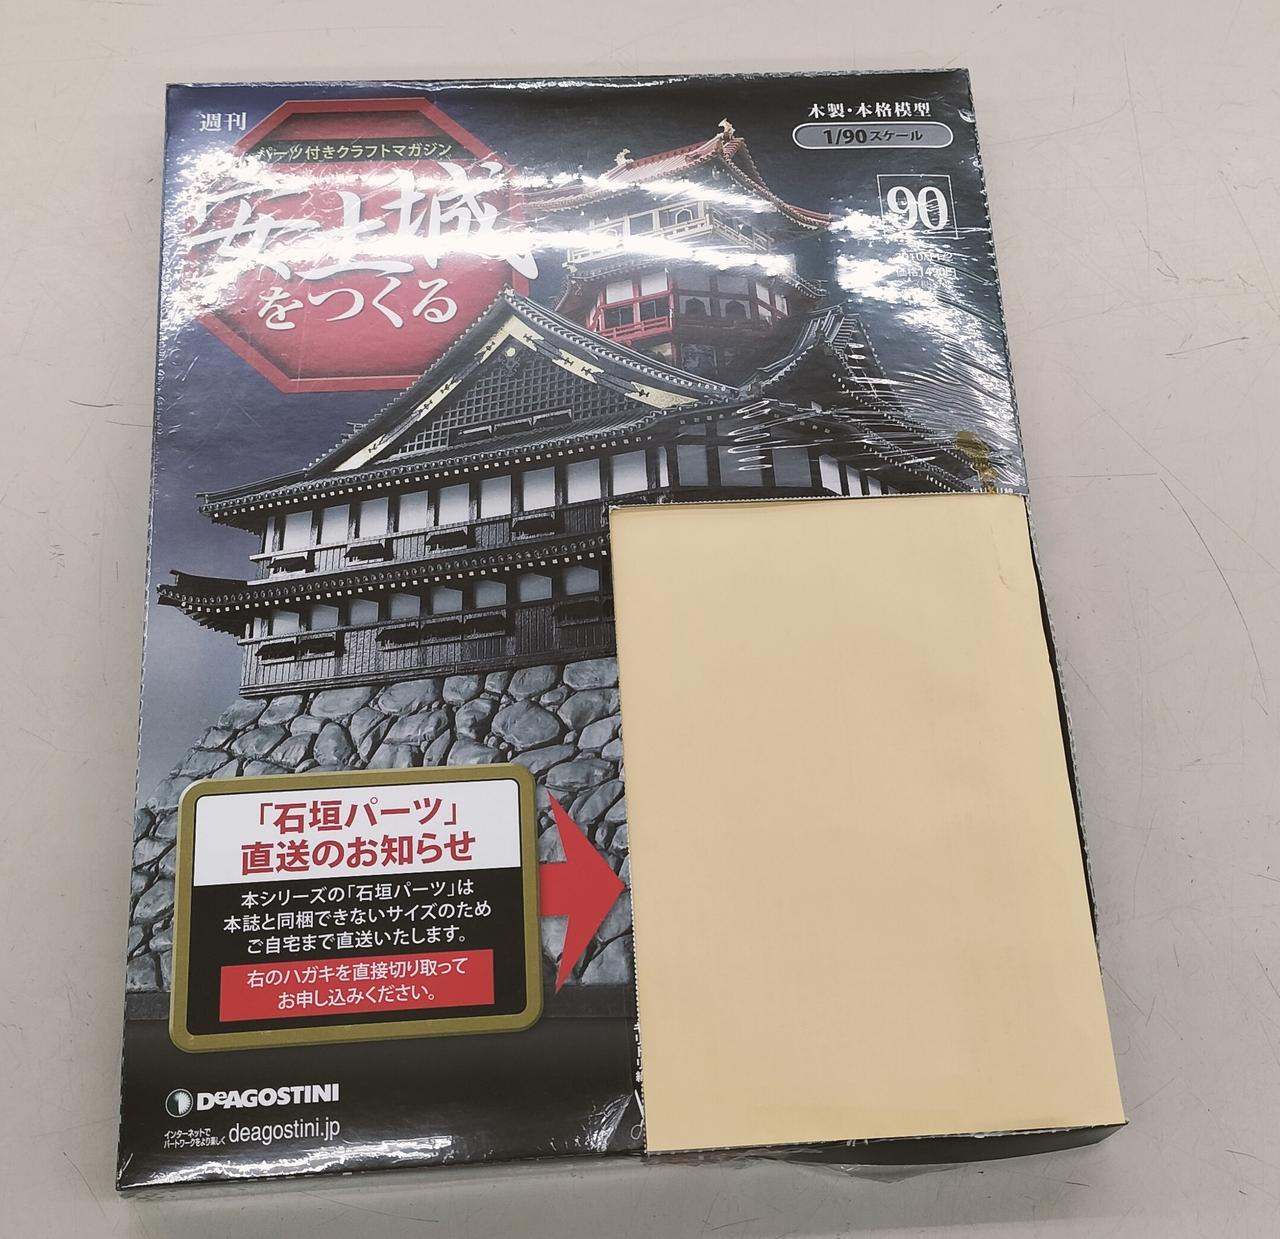 週刊
パーツ付きクラフトマガジン
安土城
をつくる
木製・本格模型
1/90スケール
90
「石垣パーツ」
直送のお知らせ
本シリーズの「石垣パーツ」は
本誌と同梱できないサイズのため
ご自宅まで直送いたします。
右のハガキを直接切り取って
お申し込みください。
DeAGOSTINI
インターネットで
パートワークをより楽しく deagostini.jp